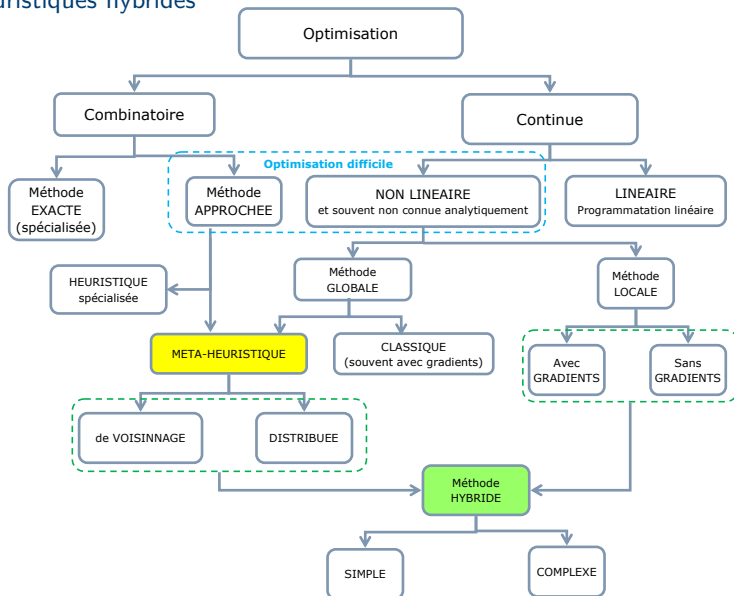 uristiques hybrides
Optimisation
Combinatoire
Continue
Optimisation difficile
Méthode
EXACTE
(spécialisée)
Méthode
APPROCHEE
NON LINEAIRE
et souvent non connue analytiquement
LINEAIRE
Programmatation linéaire
HEURISTIQUE
spécialisée
Méthode
GLOBALE
Méthode
LOCALE
META-HEURISTIQUE
CLASSIQUE
(souvent avec gradients)
Avec
GRADIENTS
Sans
GRADIENTS
de VOISINNAGE
DISTRIBUEE
Méthode
HYBRIDE
SIMPLE
COMPLEXE